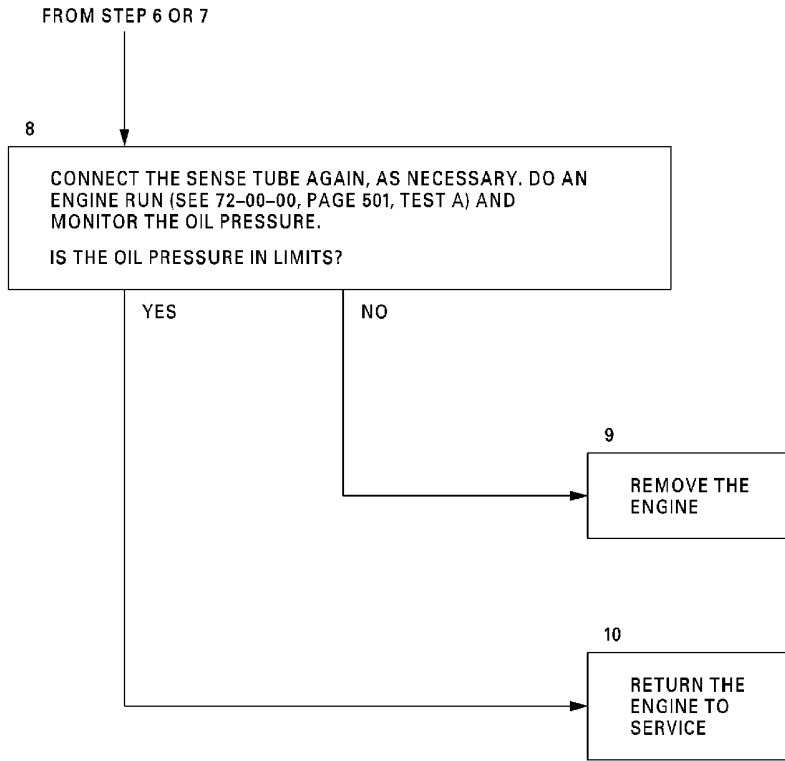 FROM STEP 6 OR 7
8
CONNECT THE SENSE TUBE AGAIN, AS NECESSARY. DO AN
ENGINE RUN (SEE 72–00–00, PAGE 501, TEST A) AND
MONITOR THE OIL PRESSURE.
IS THE OIL PRESSURE IN LIMITS?
YES
NO
9
REMOVE THE
ENGINE
10
RETURN THE
ENGINE TO
SERVICE